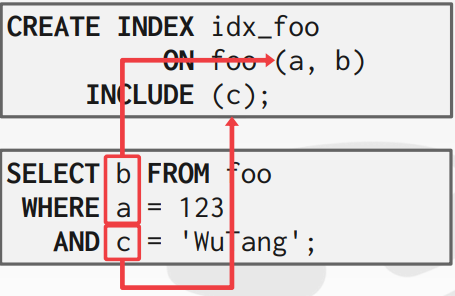 CREATE INDEX idx_foo
ON foo (a, b)
INCLUDE (c);
SELECT b FROM foo
WHERE a = 123
AND c = 'WuTang';